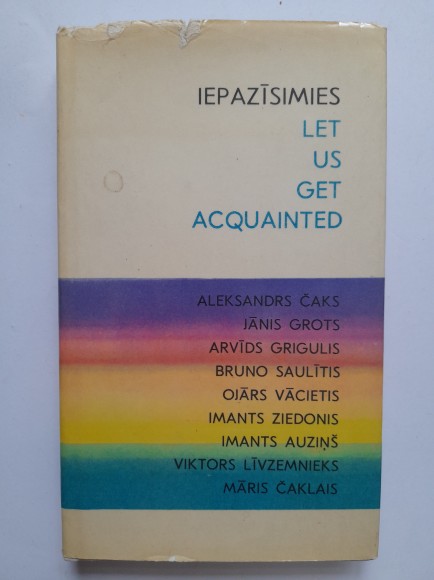 IEPAZĪSIMIES
LET
US
GET
ACQUAINTED
ALEKSANDRS ČAKS
JĀNIS GROTS
ARVĪDS GRIGULIS
BRUNO SAULĪTIS
OJĀRS VĀCIETIS
IMANTS ZIEDONIS
IMANTS AUZIŅŠ
VIKTORS LĪVZEMNIEKS
MĀRIS ČAKLAIS